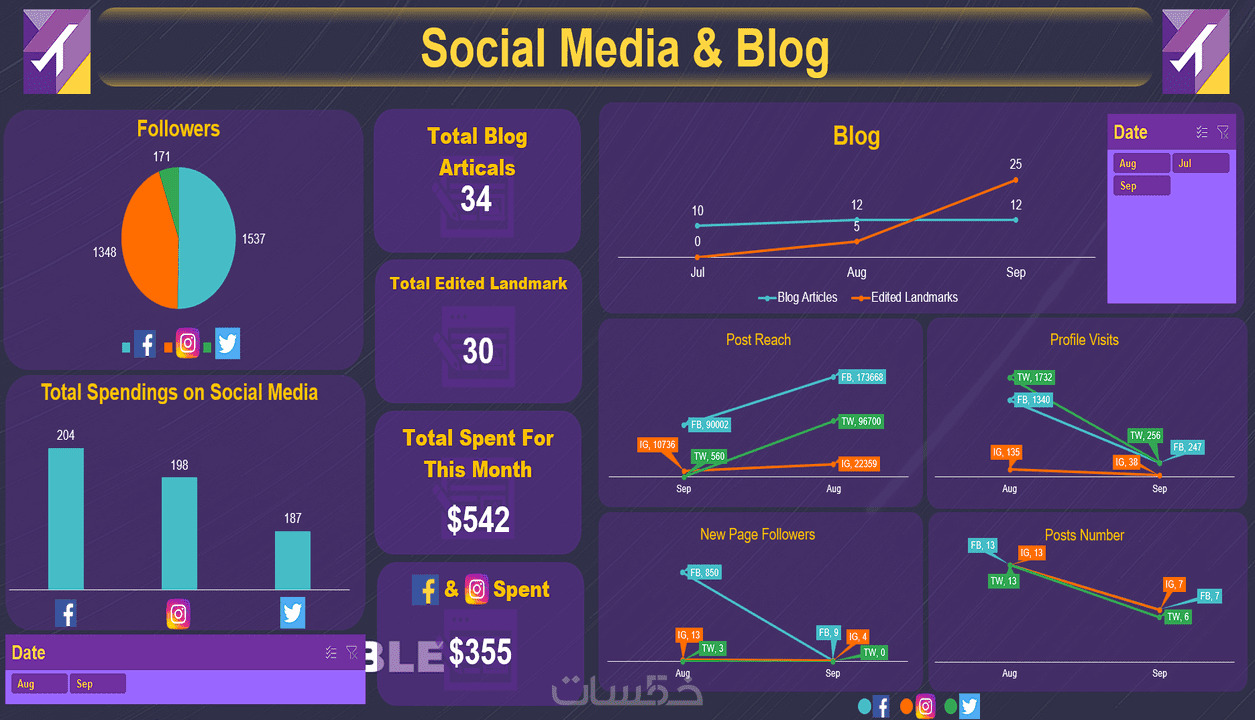 Social Media & Blog
Followers
171
1348
1537
Total Spendings on Social Media
204
198
187
Date
Aug
Sep
Total Blog
Articals
34
Total Edited Landmark
30
Total Spent For
This Month
$542
& Spent
$355
BLE
Blog
25
10
12
12
0
5
Jul
Aug
Sep
Blog Articles
Edited Landmarks
Date
Aug
Jul
Sep
Post Reach
FB, 173668
FB, 90002
TW, 96700
IG, 10736
TW, 560
IG, 22359
Sep
Aug
Profile Visits
TW, 1732
FB, 1340
TW, 256
FB, 247
IG, 135
IG, 38
Aug
Sep
New Page Followers
FB, 850
IG, 13
TW, 3
FB, 9
IG, 4
TW, 0
Aug
Sep
Posts Number
FB, 13
IG, 13
TW, 13
IG, 7
FB, 7
TW, 6
Aug
Sep
خمسات